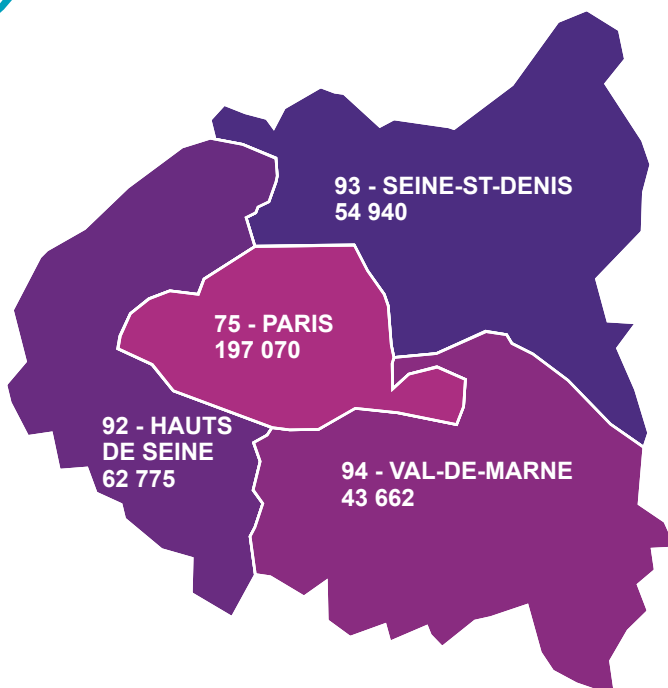 93 - SEINE-ST-DENIS
54 940
75 - PARIS
197 070
92 - HAUTS
DE SEINE
62 775
94 - VAL-DE-MARNE
43 662